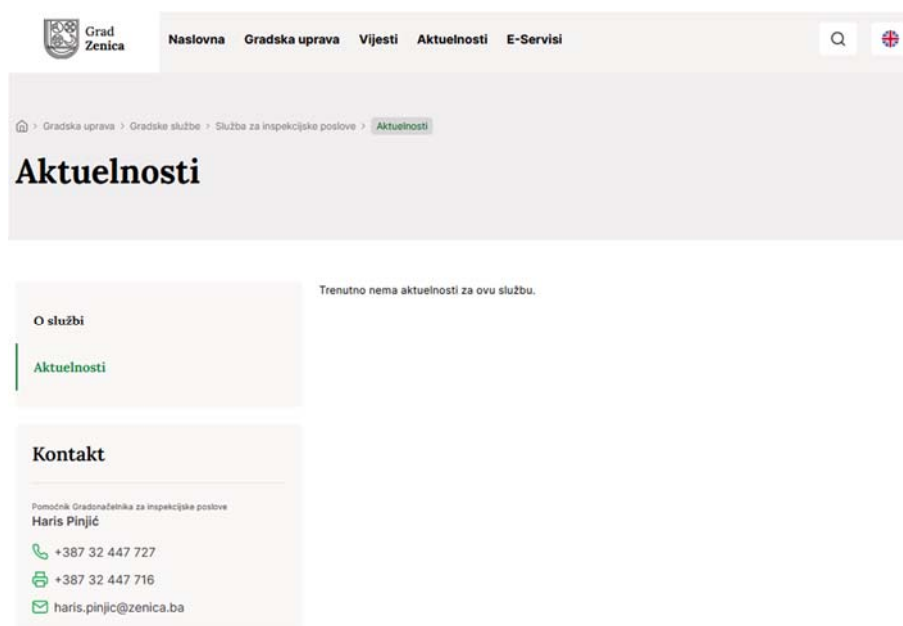 Grad
Zenica
Naslovna Gradska uprava Vijesti Aktuelnosti E-Servisi
> Gradska uprava > Gradske službe > Služba za inspekcijske poslove > Aktuelnosti
Aktuelnosti
Trenutno nema aktuelnosti za ovu službu.
O službi
Aktuelnosti
Kontakt
Pomoćnik Gradonačelnika za inspekcijske poslove
Haris Pinjić
+387 32 447 727
+387 32 447 716
haris.pinjic@zenica.ba